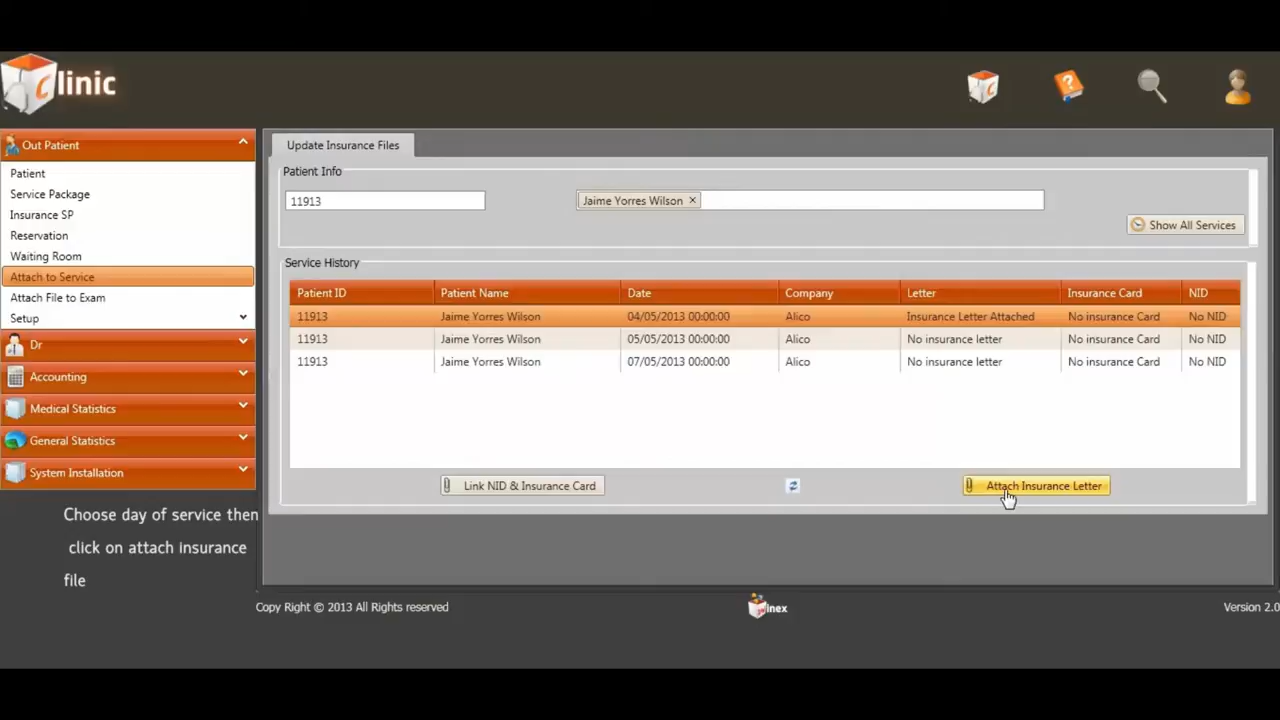 Clinic
Out Patient
Patient
Service Package
Insurance SP
Reservation
Waiting Room
Attach to Service
Attach File to Exam
Setup
Dr
Accounting
Medical Statistics
General Statistics
System Installation
Choose day of service then
click on attach insurance
file
Update Insurance Files
Patient Info
11913 Jaime Yorres Wilson ×
Show All Services
Service History
Patient ID Patient Name Date Company Letter Insurance Card NID
11913 Jaime Yorres Wilson 04/05/2013 00:00:00 Alico Insurance Letter Attached No insurance Card No NID
11913 Jaime Yorres Wilson 05/05/2013 00:00:00 Alico No insurance letter No insurance Card No NID
11913 Jaime Yorres Wilson 07/05/2013 00:00:00 Alico No insurance letter No insurance Card No NID
Link NID & Insurance Card Attach Insurance Letter
Copy Right © 2013 All Rights reserved inex Version 2.0